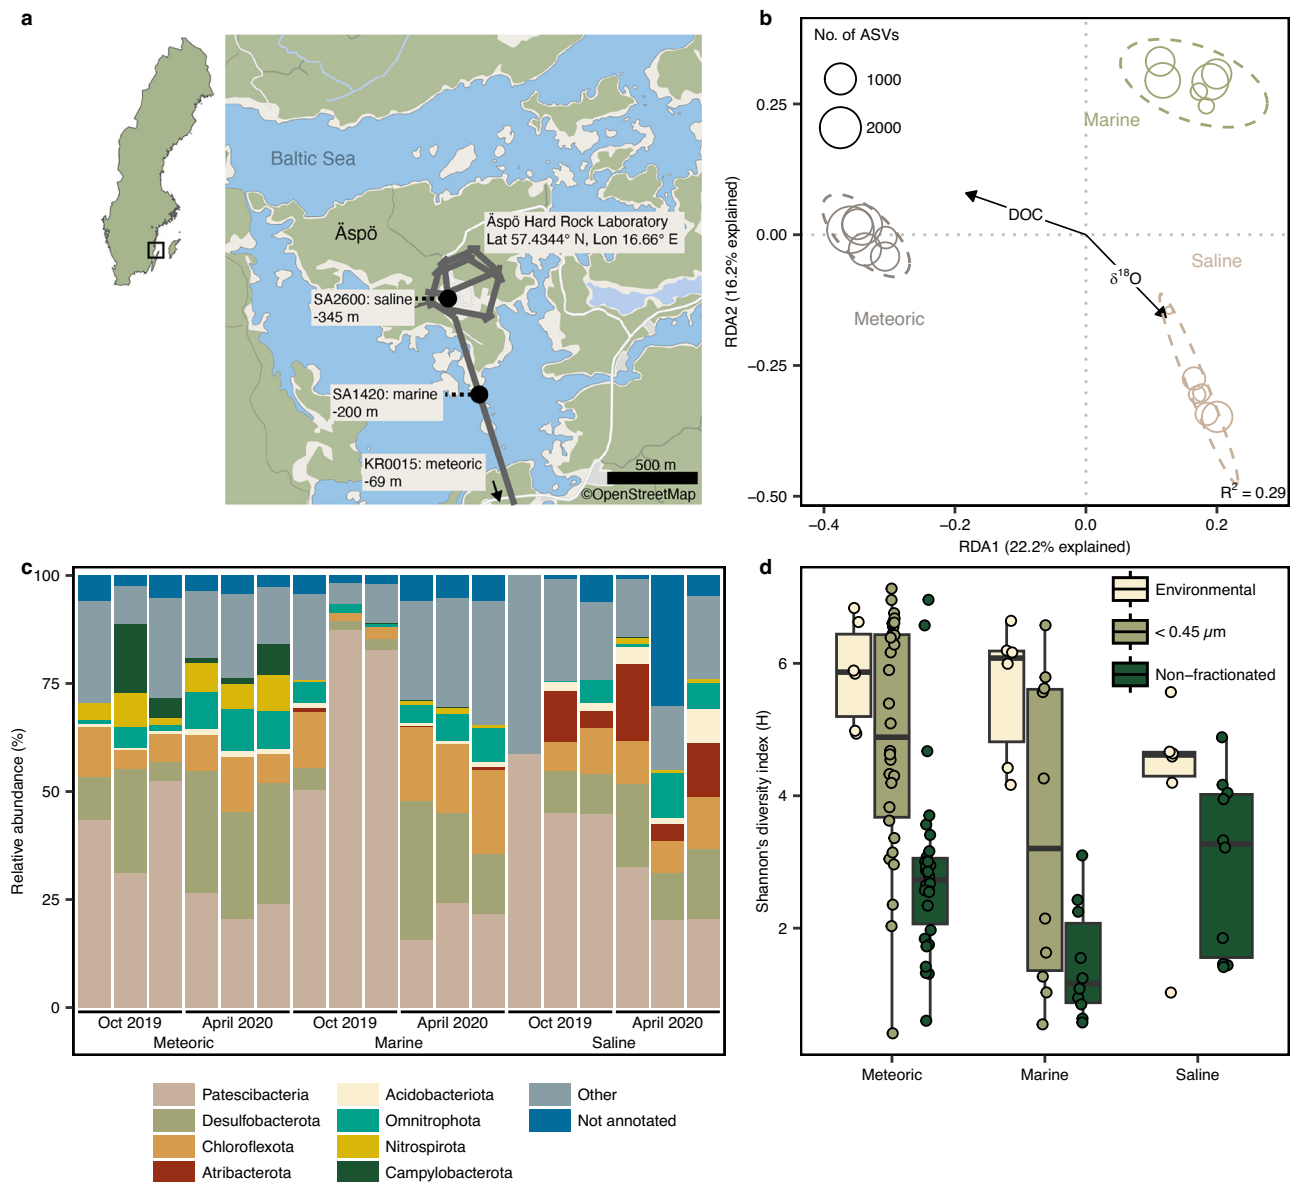 a
Baltic Sea
Äspö
Äspö Hard Rock Laboratory
Lat 57.4344° N, Lon 16.66° E
SA2600: saline
-345 m
SA1420: marine
-200 m
KR0015: meteoric
-69 m
500 m
©OpenStreetMap
b
No. of ASVs
1000
2000
Marine
DOC
δ18O
Saline
Meteoric
R2 = 0.29
0.25
0.00
−0.25
−0.50
RDA2 (16.2% explained)
−0.4
−0.2
0.0
0.2
RDA1 (22.2% explained)
c
100
75
50
25
0
Relative abundance (%)
Oct 2019
April 2020
Oct 2019
April 2020
Oct 2019
April 2020
Meteoric
Marine
Saline
Patescibacteria
Desulfobacterota
Chloroflexota
Atribacterota
Acidobacteriota
Omnitrophota
Nitrospirota
Campylobacterota
Other
Not annotated
d
Environmental
< 0.45 µm
Non−fractionated
6
4
2
Shannon's diversity index (H)
Meteoric
Marine
Saline